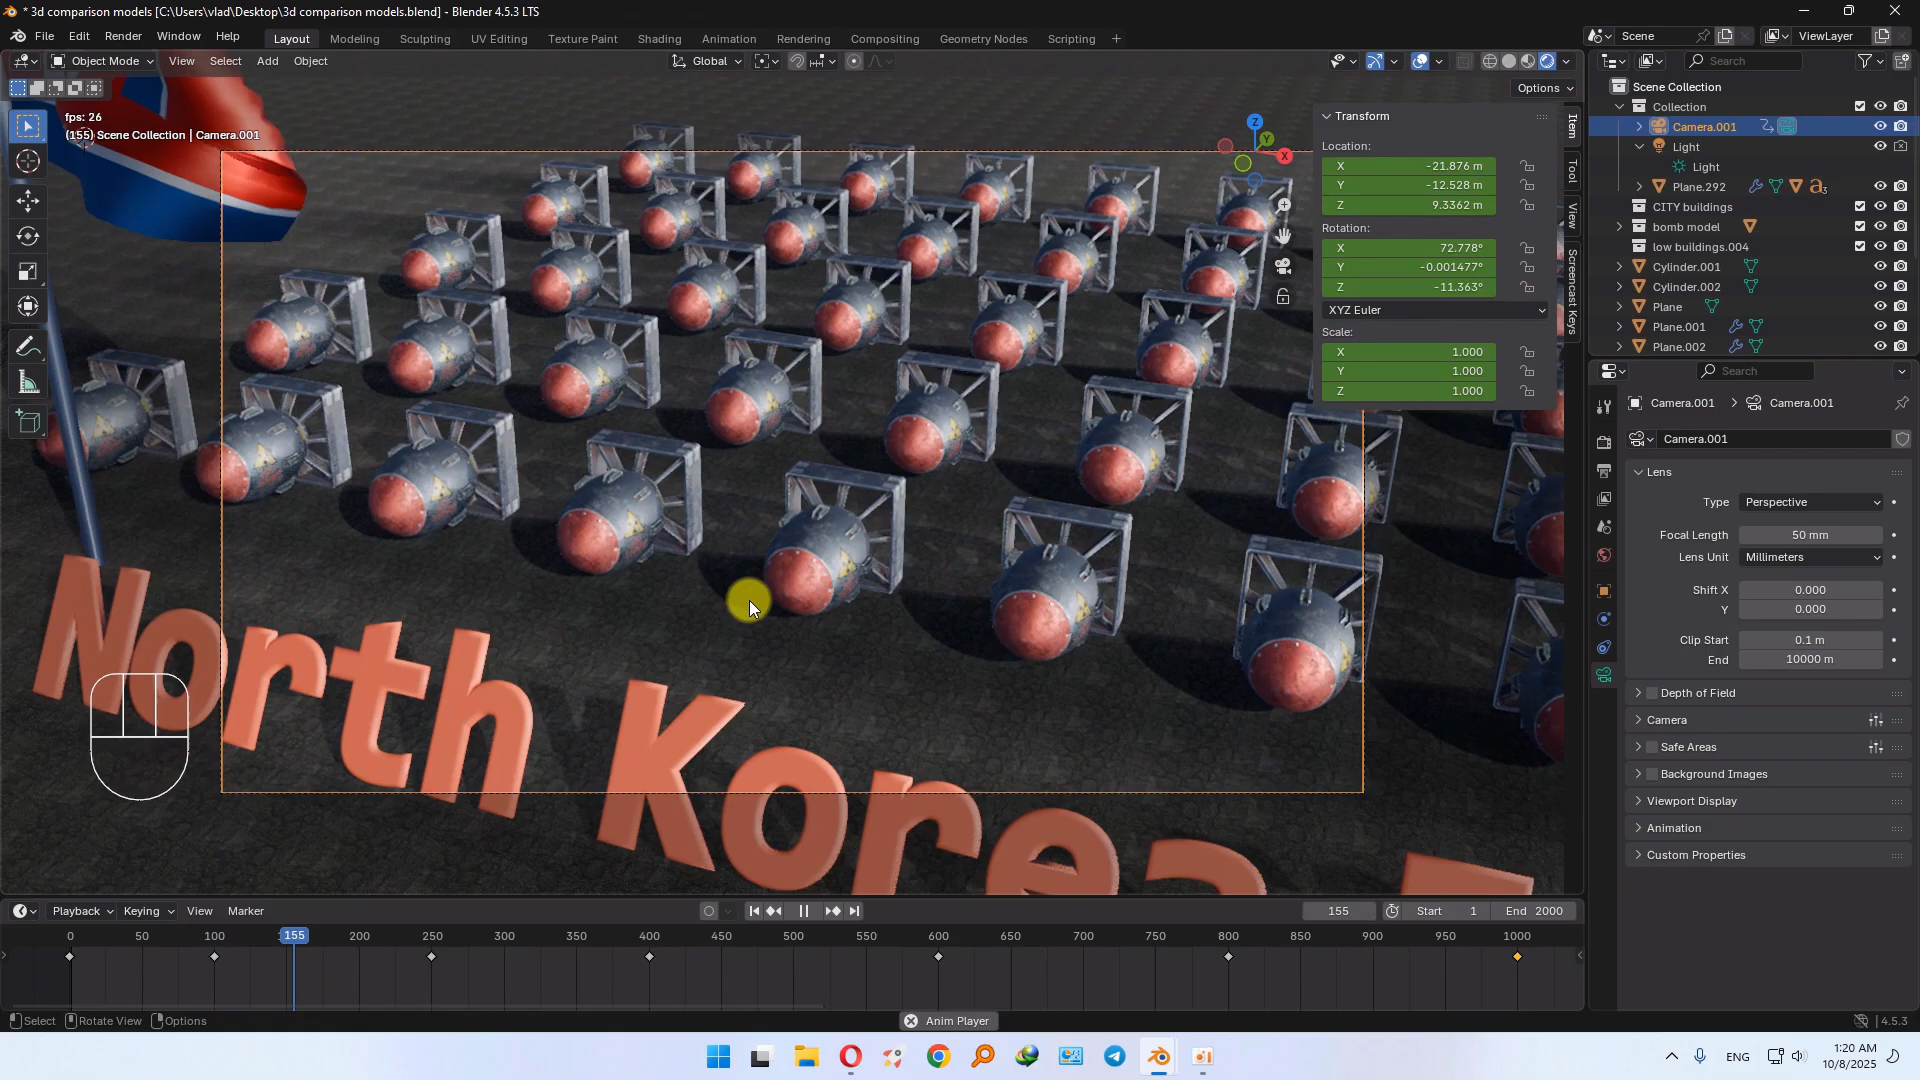 * 3d comparison models [C:\Users\vlad\Desktop\3d comparison models.blend] - Blender 4.5.3 LTS
File Edit Render Window Help
Layout Modeling Sculpting UV Editing Texture Paint Shading Animation Rendering Compositing Geometry Nodes Scripting +
Scene
ViewLayer
Object Mode View Select Add Object
Global
Options
Search
fps: 26
(155) Scene Collection | Camera.001
Z
Y
X
Transform
Location:
X -21.876 m
Y -12.528 m
Z 9.3362 m
Rotation:
X 72.778°
Y -0.001477°
Z -11.363°
XYZ Euler
Scale:
X 1.000
Y 1.000
Z 1.000
Item
Tool
View
Screencast Keys
Scene Collection
Collection
Camera.001
Light
Light
Plane.292
3
CITY buildings
bomb model
low buildings.004
Cylinder.001
Cylinder.002
Plane
Plane.001
Plane.002
Search
Camera.001 > Camera.001
Camera.001
Lens
Type Perspective
Focal Length 50 mm
Lens Unit Millimeters
Shift X 0.000
Y 0.000
Clip Start 0.1 m
End 10000 m
Depth of Field
Camera
Safe Areas
Background Images
Viewport Display
Animation
Custom Properties
North Korea
Playback Keying View Marker
155
Start 1
End 2000
0 50 100 155 200 250 300 350 400 450 500 550 600 650 700 750 800 850 900 950 1000
Select Rotate View Options
Anim Player
4.5.3
ENG
1:20 AM
10/8/2025